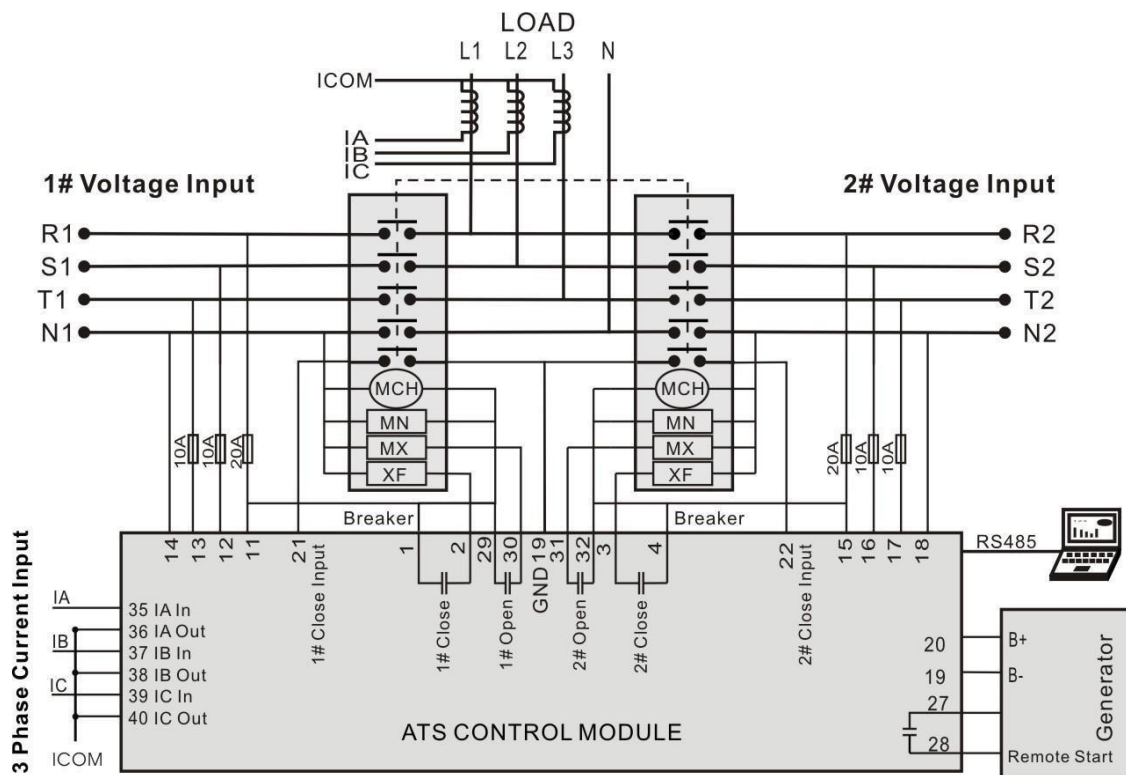 LOAD
L1 L2 L3 N
ICOM
IA
IB
IC
1# Voltage Input
2# Voltage Input
R1
R2
S1
S2
T1
T2
N1
N2
MCH
MCH
MN
MN
MX
MX
XF
XF
10A
10A
20A
20A
10A
10A
Breaker
Breaker
14
13
12
11
21
1
2
29
30
GND 19
31
32
3
4
22
15
16
17
18
RS485
1# Close Input
1# Close
1# Open
2# Open
2# Close
2# Close Input
3 Phase Current Input
IA
35 IA In
36 IA Out
IB
37 IB In
38 IB Out
IC
39 IC In
40 IC Out
ICOM
ATS CONTROL MODULE
20
19
27
28
B+
B-
Remote Start
Generator